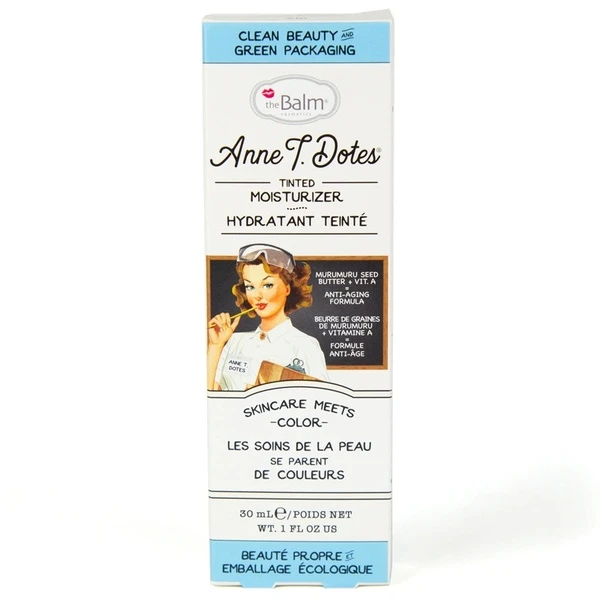 CLEAN BEAUTY AND
GREEN PACKAGING
theBalm®
cosmetics
Anne T. Dotes®
TINTED
MOISTURIZER
HYDRATANT TEINTÉ
MURUMURU SEED
BUTTER + VIT. A
=
ANTI-AGING
FORMULA
BEURRE DE GRAINES
DE MURUMURU
+ VITAMINE A
=
FORMULE
ANTI-ÂGE
ANNE T.
DOTES
SKINCARE MEETS
-COLOR-
LES SOINS DE LA PEAU
SE PARENT
DE COULEURS
30 mL℮/POIDS NET
WT. 1 FL OZ US
BEAUTÉ PROPRE ET
EMBALLAGE ÉCOLOGIQUE